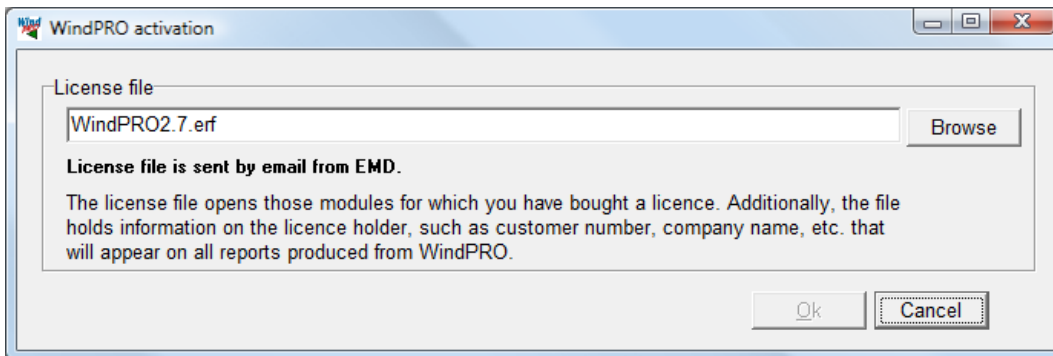 Wind
WindPRO activation
License file
WindPRO2.7.erf
Browse
License file is sent by email from EMD.
The license file opens those modules for which you have bought a licence. Additionally, the file
holds information on the licence holder, such as customer number, company name, etc. that
will appear on all reports produced from WindPRO.
Ok
Cancel